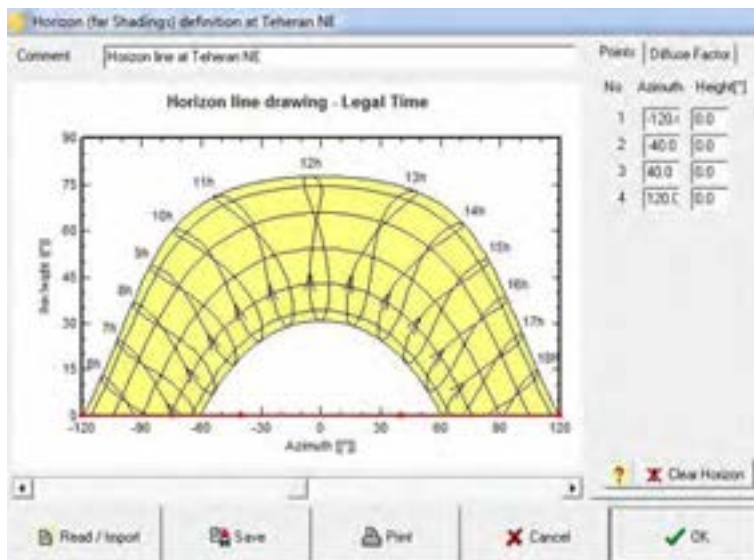 Horizon (far Shadings) definition at Teheran NE
Comment Horizon line at Teheran NE
Points Diffuse Factor
No Azimuth Height[°]
1 -120. 0.0
2 -40.0 0.0
3 40.0 0.0
4 120.0 0.0
Horizon line drawing - Legal Time
90
75
60
45
30
15
0
Sun height [[°]]
12h
11h
13h
10h
14h
9h
15h
8h
16h
7h
17h
6h
18h
-120 -90 -60 -30 0 30 60 90 120
Azimuth [[°]]
? Clear Horizon
Read / Import Save Print Cancel OK